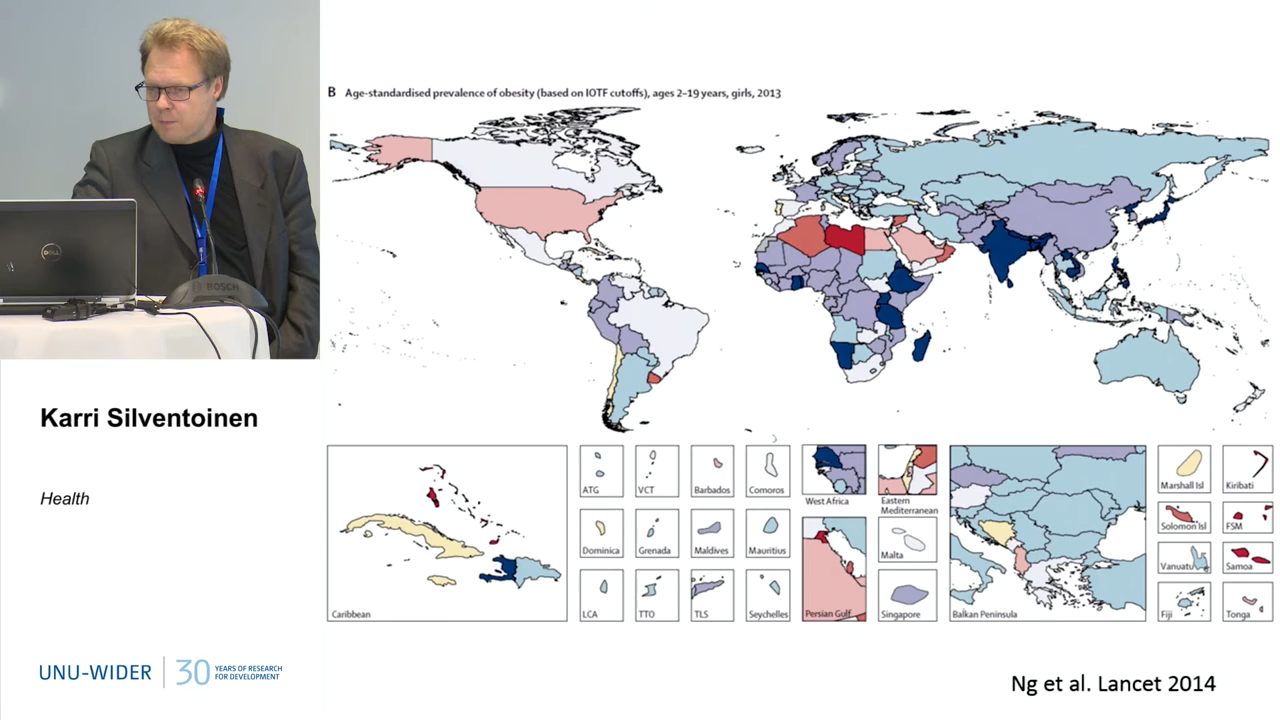 B Age-standardised prevalence of obesity (based on IOTF cutoffs), ages 2–19 years, girls, 2013
DELL
BOSCH
Karri Silventoinen
Health
UNU-WIDER
30 YEARS OF RESEARCH
FOR DEVELOPMENT
Caribbean
ATG
VCT
Barbados
Comoros
West Africa
Eastern
Mediterranean
Marshall Isl
Kiribati
Dominica
Grenada
Maldives
Mauritius
Malta
Solomon Isl
FSM
Vanuatu
Samoa
LCA
TTO
TLS
Seychelles
Persian Gulf
Singapore
Balkan Peninsula
Fiji
Tonga
Ng et al. Lancet 2014